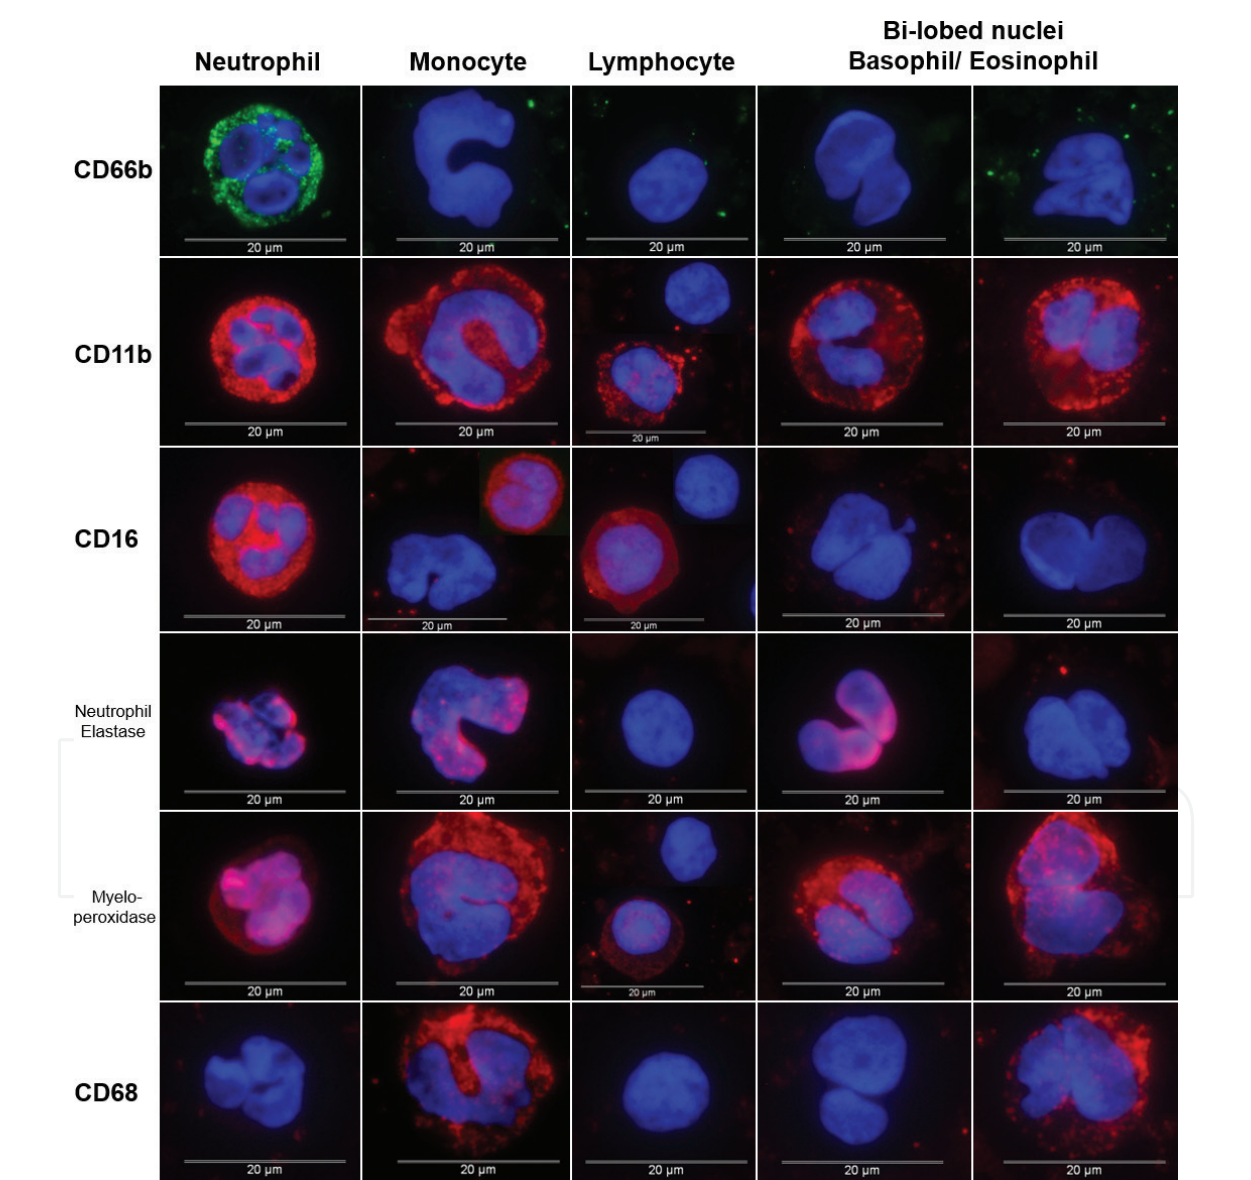 Bi-lobed nuclei
Neutrophil Monocyte Lymphocyte Basophil/ Eosinophil
CD66b
20 µm 20 µm 20 µm 20 µm 20 µm
CD11b
20 µm 20 µm 20 µm 20 µm 20 µm
CD16
20 µm 20 µm 20 µm 20 µm 20 µm
Neutrophil
Elastase
20 µm 20 µm 20 µm 20 µm 20 µm
Myelo-
peroxidase
20 µm 20 µm 20 µm 20 µm 20 µm
CD68
20 µm 20 µm 20 µm 20 µm 20 µm